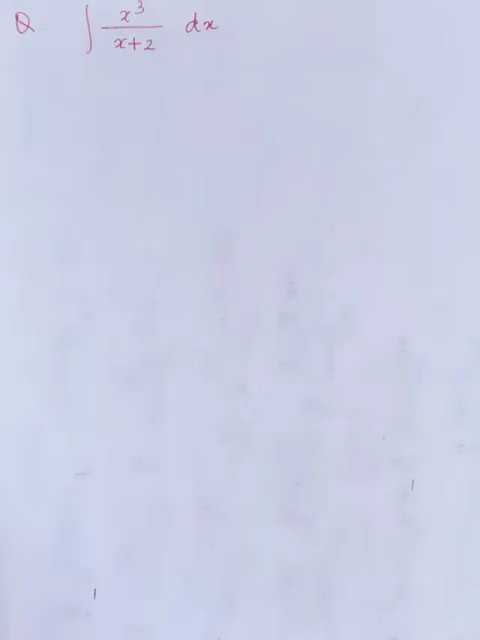 Q ∫ x³/(x+2) dx